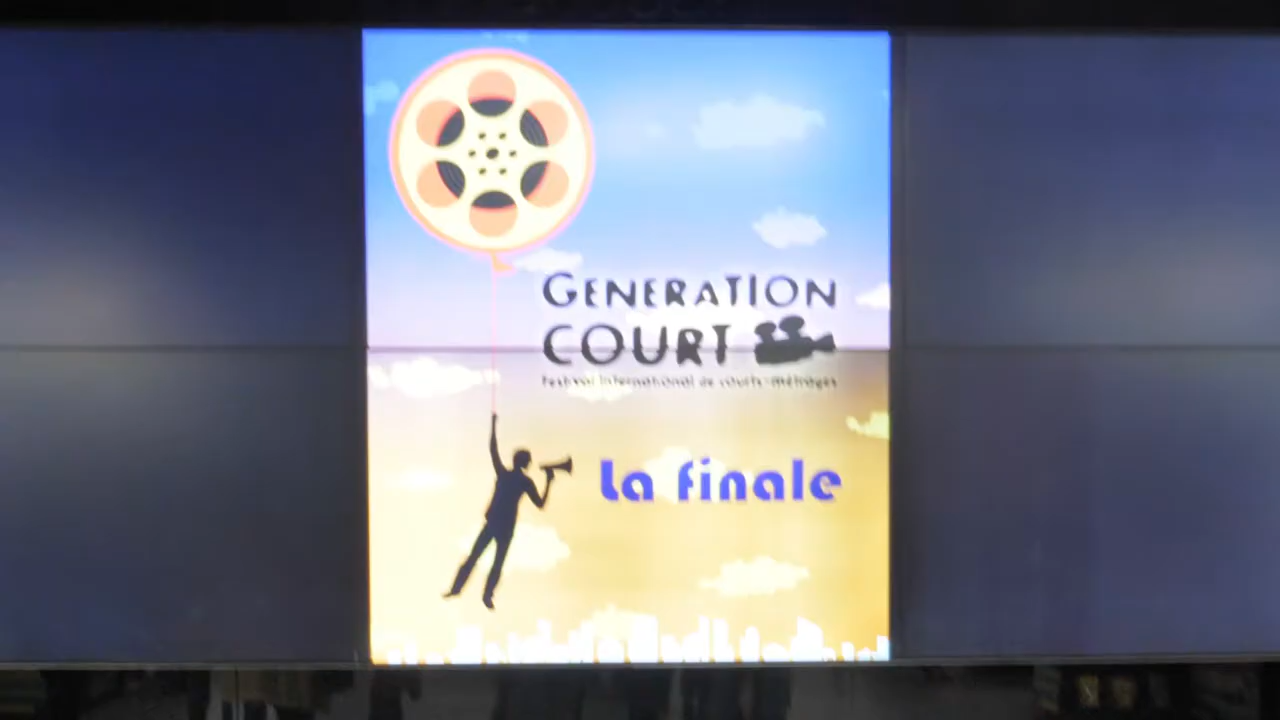 GENERATION
COURT
Festival international de courts-métrages
La finale